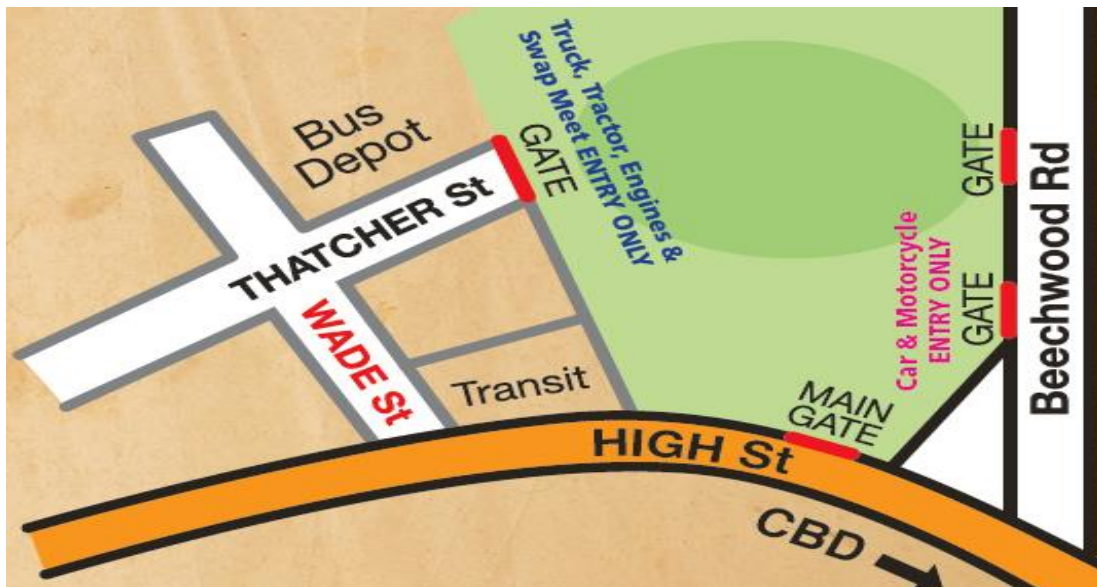 Truck, Tractor, Engines &
Swap Meet ENTRY ONLY
Bus
Depot
GATE
THATCHER St
WADE St
Transit
GATE
Beechwood Rd
Car & Motorcycle
ENTRY ONLY
GATE
MAIN
GATE
HIGH St
CBD